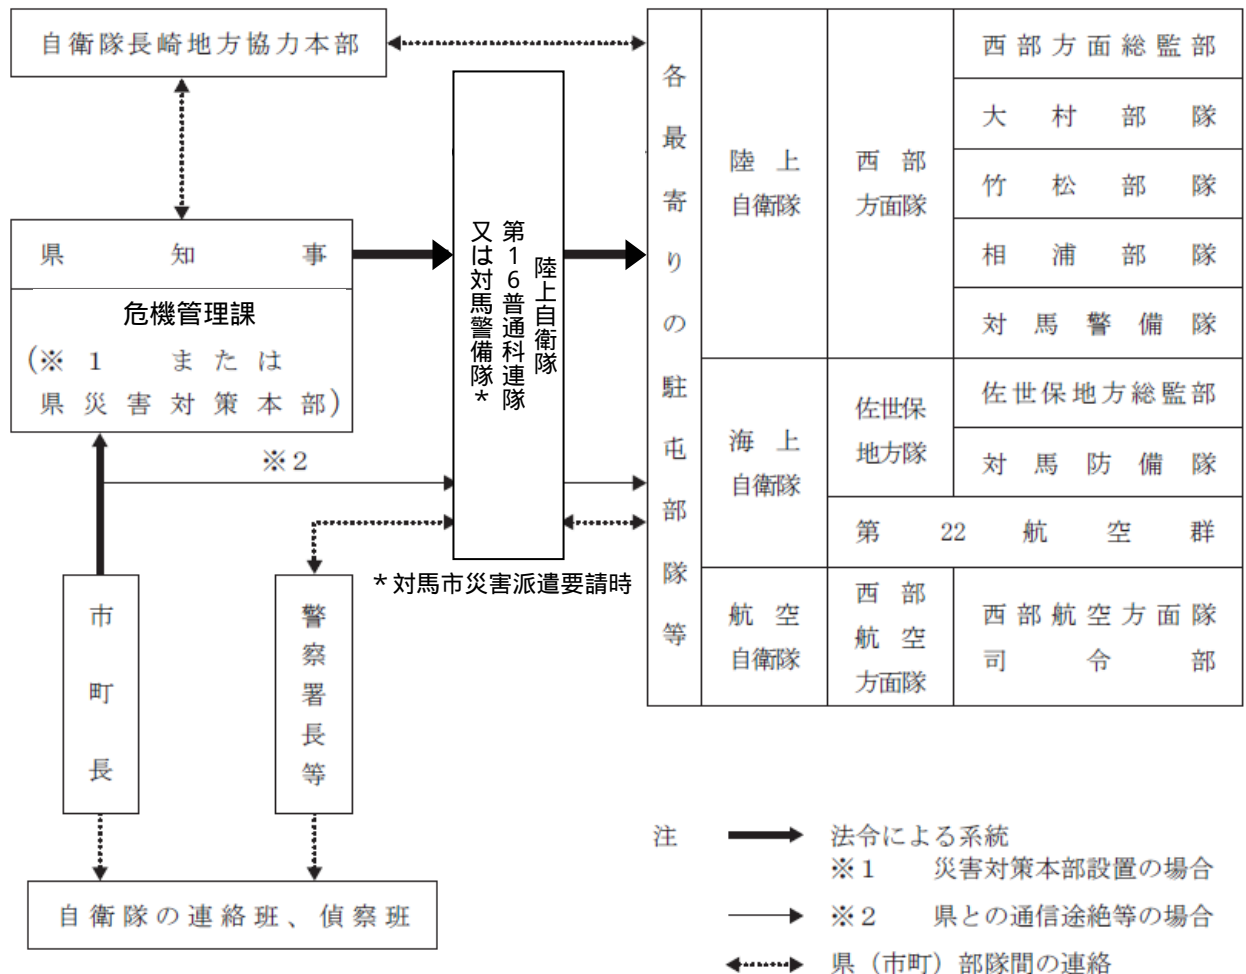 自衛隊長崎地方協力本部
県知事
危機管理課
(※1 または
県災害対策本部)
※2
市町長
警察署長等
自衛隊の連絡班、偵察班
陸上自衛隊
第16普通科連隊
又は対馬警備隊*
*対馬市災害派遣要請時
各最寄りの駐屯部隊等
陸上
自衛隊
西部
方面隊
西部方面総監部
大村部隊
竹松部隊
相浦部隊
対馬警備隊
海上
自衛隊
佐世保
地方隊
佐世保地方総監部
対馬防備隊
第22航空群
航空
自衛隊
西部
航空
方面隊
西部航空方面隊
司令部
注 法令による系統
※1 災害対策本部設置の場合
※2 県との通信途絶等の場合
県(市町)部隊間の連絡